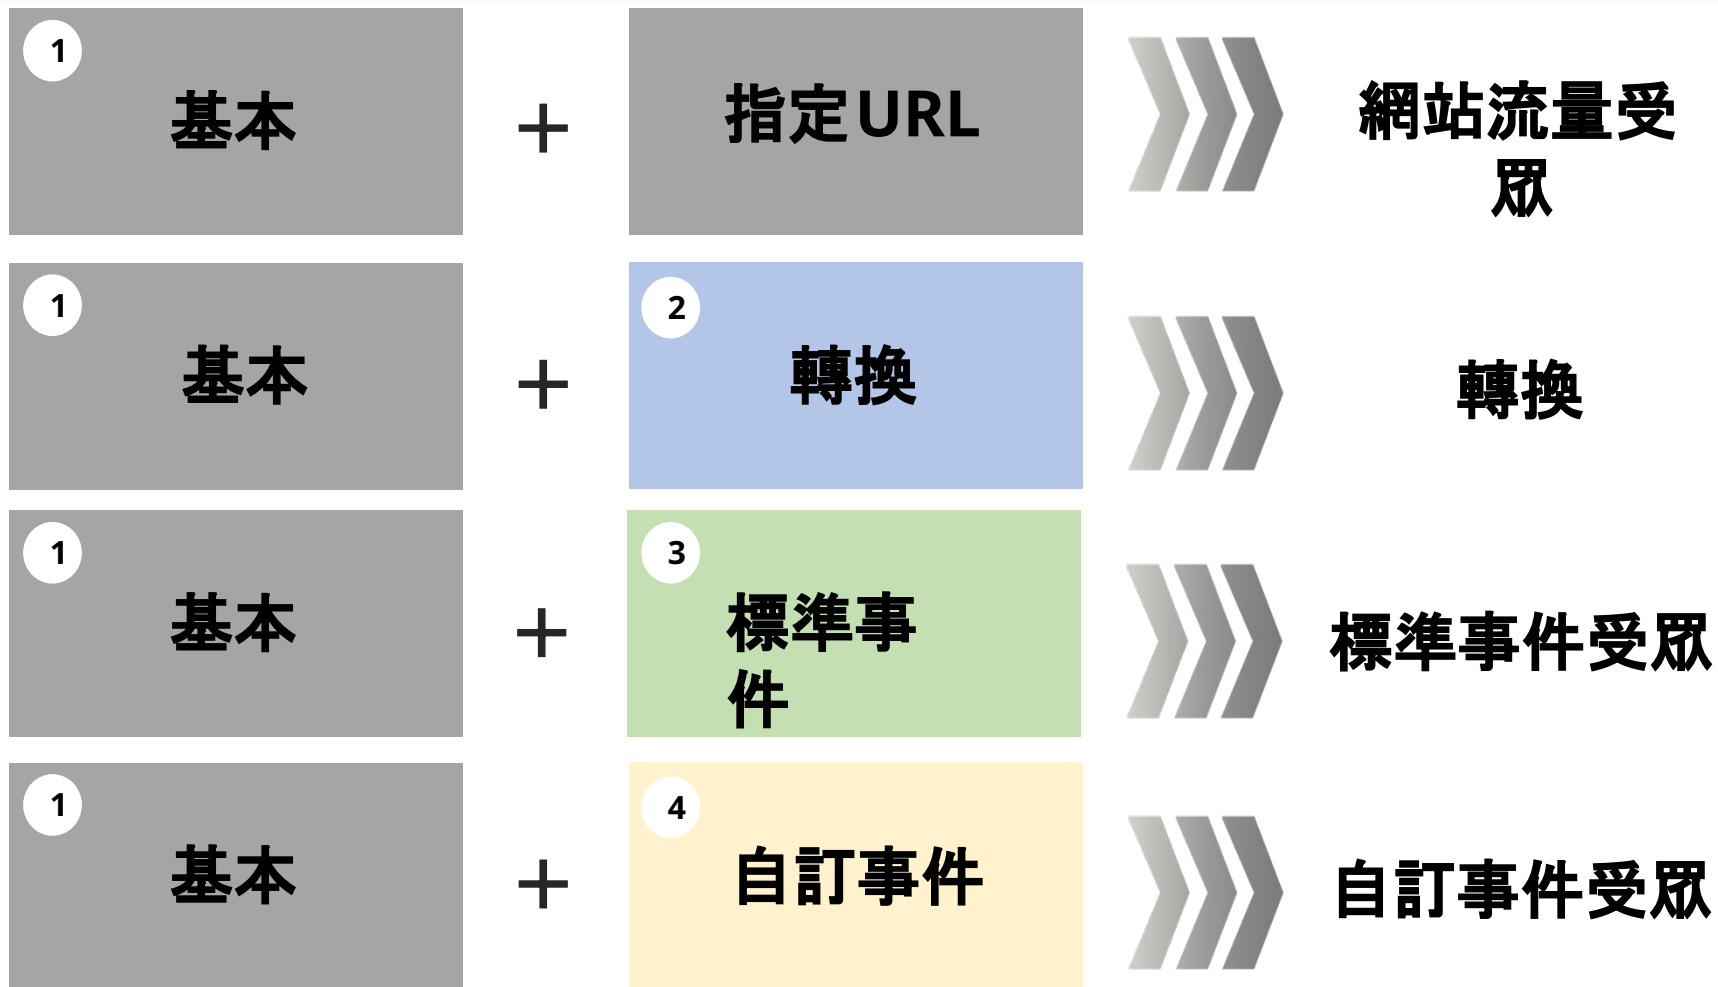 1
基本
+
指定URL
網站流量受
眾
1
基本
+
2
轉換
轉換
1
基本
+
3
標準事
件
標準事件受眾
1
基本
+
4
自訂事件
自訂事件受眾